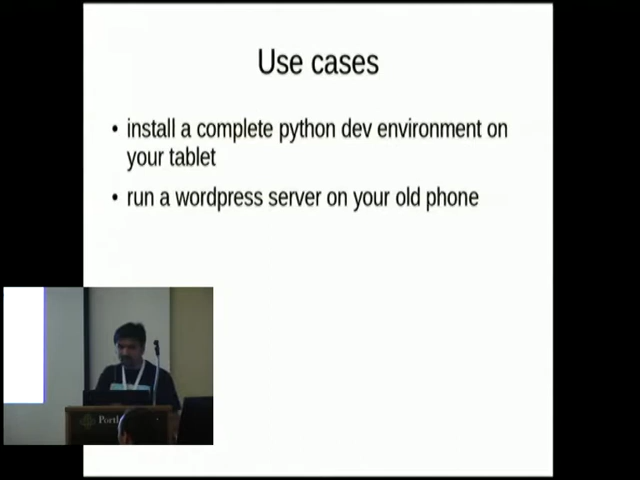 Use cases
• install a complete python dev environment on
your tablet
• run a wordpress server on your old phone